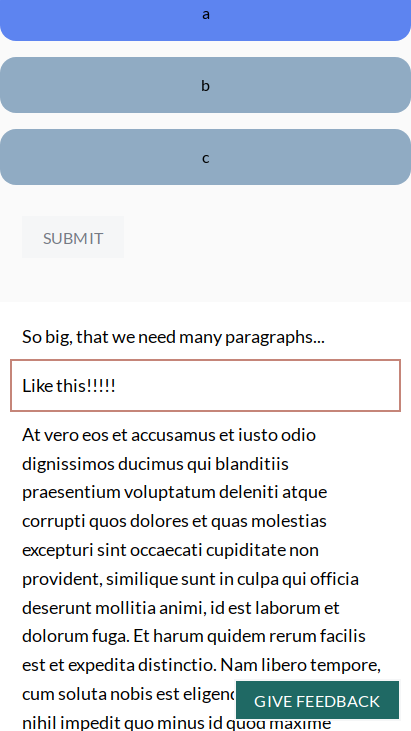 a
b
c
SUBMIT
So big, that we need many paragraphs...
Like this!!!!!
At vero eos et accusamus et iusto odio
dignissimos ducimus qui blanditiis
praesentium voluptatum deleniti atque
corrupti quos dolores et quas molestias
excepturi sint occaecati cupiditate non
provident, similique sunt in culpa qui officia
deserunt mollitia animi, id est laborum et
dolorum fuga. Et harum quidem rerum facilis
est et expedita distinctio. Nam libero tempore,
cum soluta nobis est
GIVE FEEDBACK
nihil impedit quo minus id quod maxime